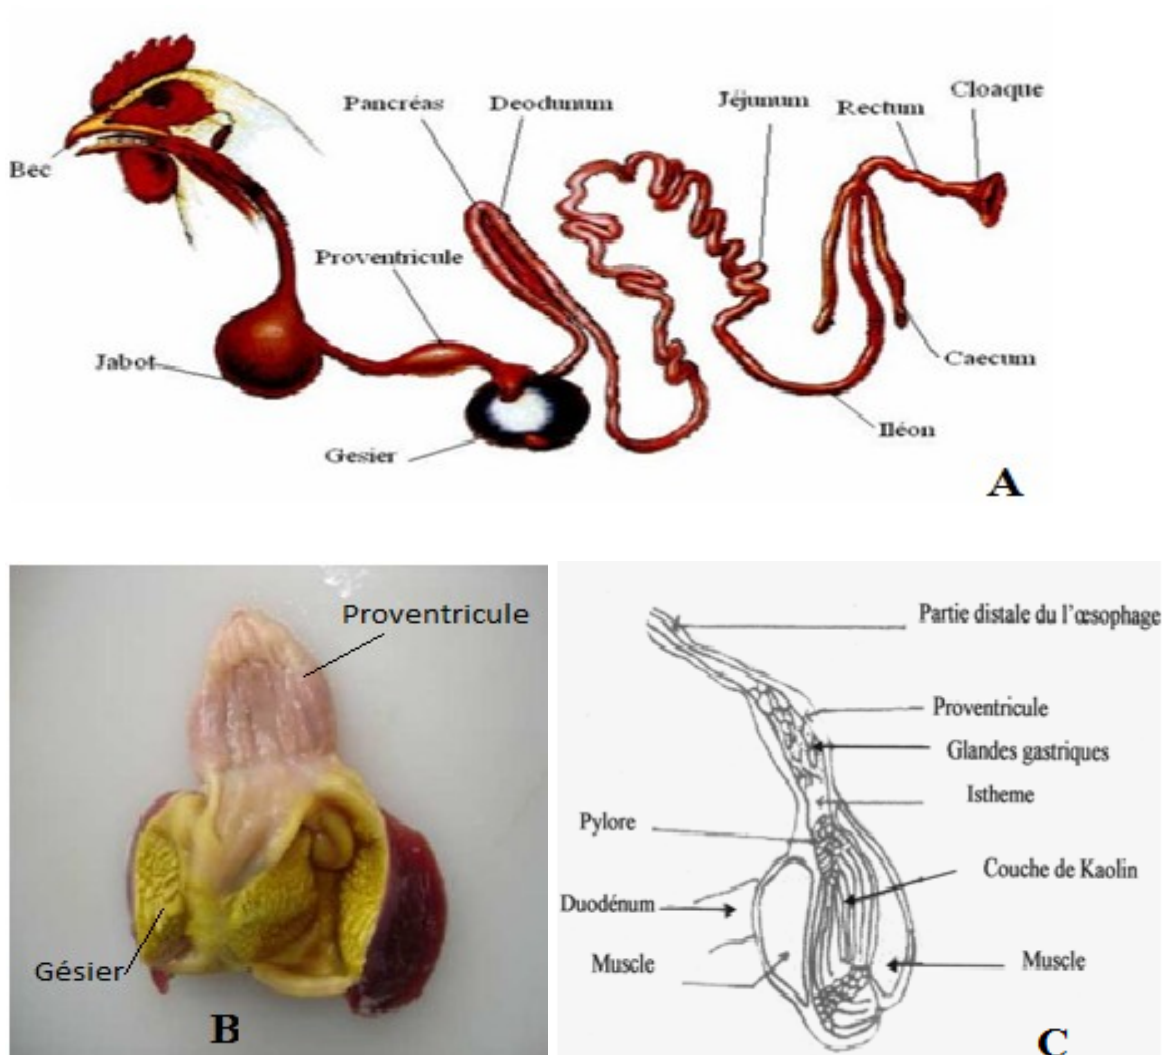 Bec
Pancréas
Deodunum
Jéjunum
Rectum
Cloaque
Proventricule
Jabot
Gesier
Caecum
Iléon
A
Proventricule
Gésier
B
Partie distale du l'œsophage
Proventricule
Glandes gastriques
Istheme
Pylore
Couche de Kaolin
Duodénum
Muscle
Muscle
C